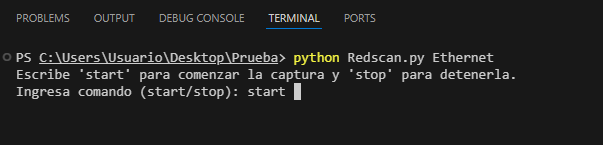 PROBLEMS OUTPUT DEBUG CONSOLE TERMINAL PORTS
PS C:\Users\Usuario\Desktop\Prueba> python Redscan.py Ethernet
Escribe 'start' para comenzar la captura y 'stop' para detenerla.
Ingresa comando (start/stop): start